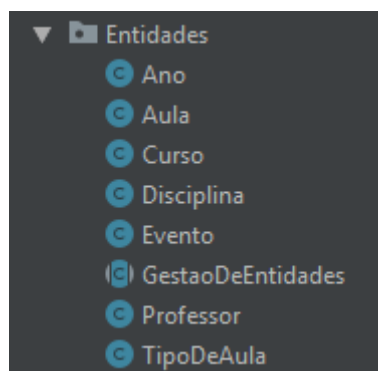 Entidades
C Ano
C Aula
C Curso
C Disciplina
C Evento
C GestaoDeEntidades
C Professor
C TipoDeAula